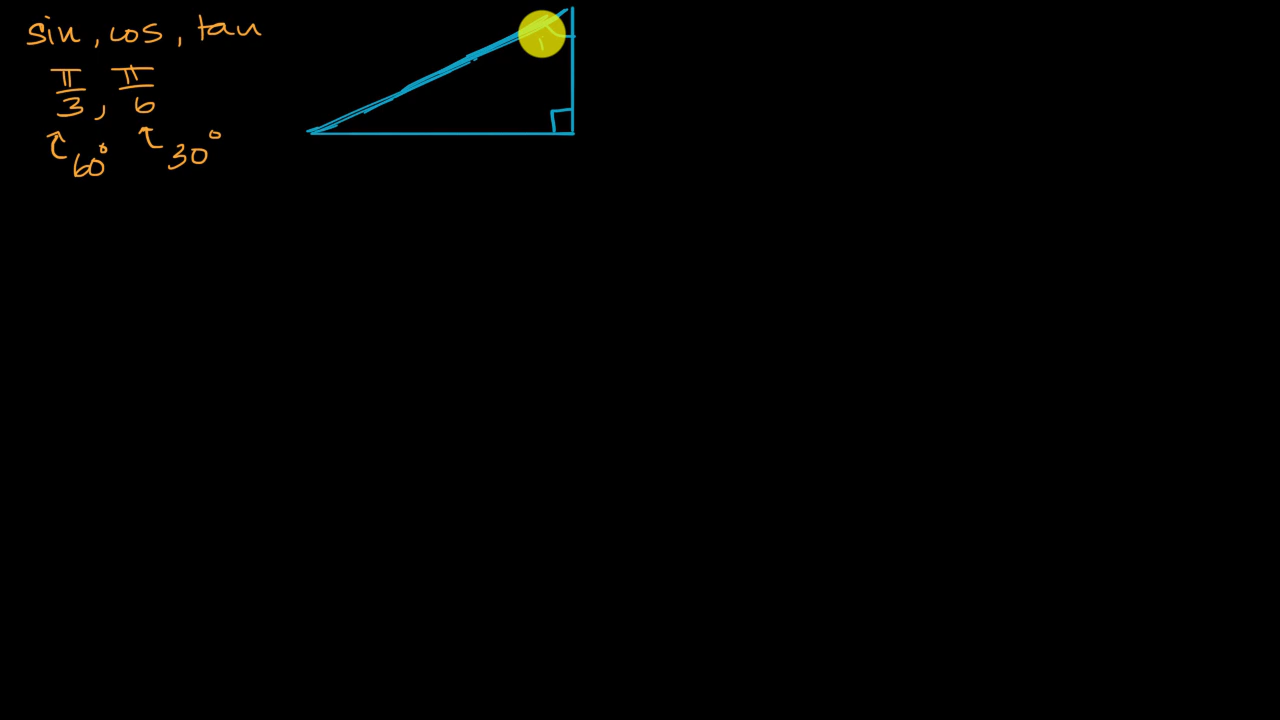 sin, cos, tan
π/3, π/6
60° 30°